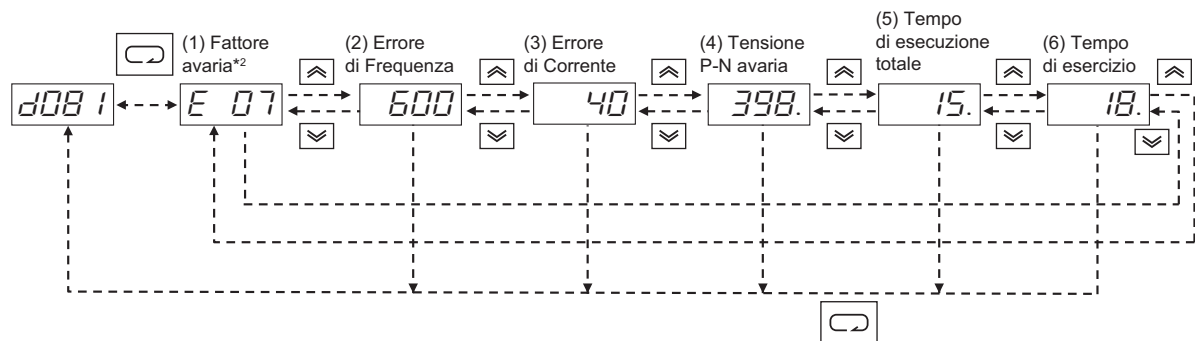 (1) Fattore
avaria*2
(2) Errore
di Frequenza
(3) Errore
di Corrente
(4) Tensione
P-N avaria
(5) Tempo
di esecuzione
totale
(6) Tempo
di esercizio
d081
E 07
600
40
398.
15.
18.